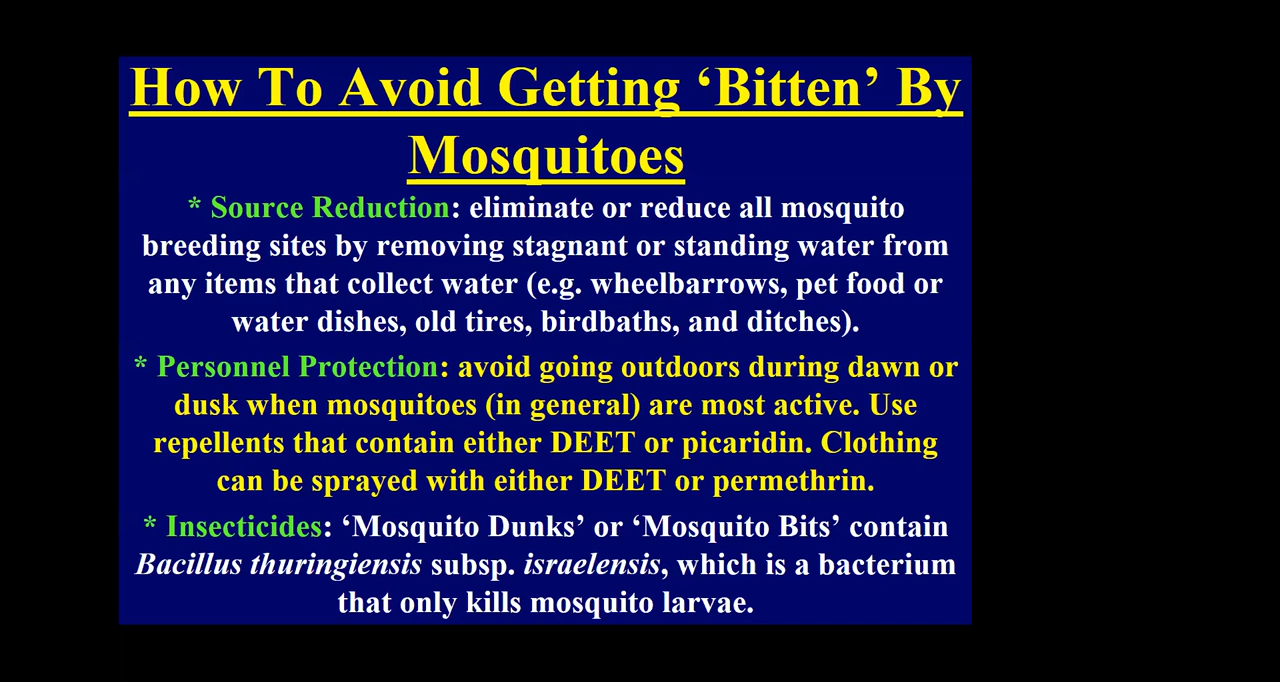 How To Avoid Getting ‘Bitten’ By
Mosquitoes
* Source Reduction: eliminate or reduce all mosquito
breeding sites by removing stagnant or standing water from
any items that collect water (e.g. wheelbarrows, pet food or
water dishes, old tires, birdbaths, and ditches).
* Personnel Protection: avoid going outdoors during dawn or
dusk when mosquitoes (in general) are most active. Use
repellents that contain either DEET or picaridin. Clothing
can be sprayed with either DEET or permethrin.
* Insecticides: ‘Mosquito Dunks’ or ‘Mosquito Bits’ contain
Bacillus thuringiensis subsp. israelensis, which is a bacterium
that only kills mosquito larvae.